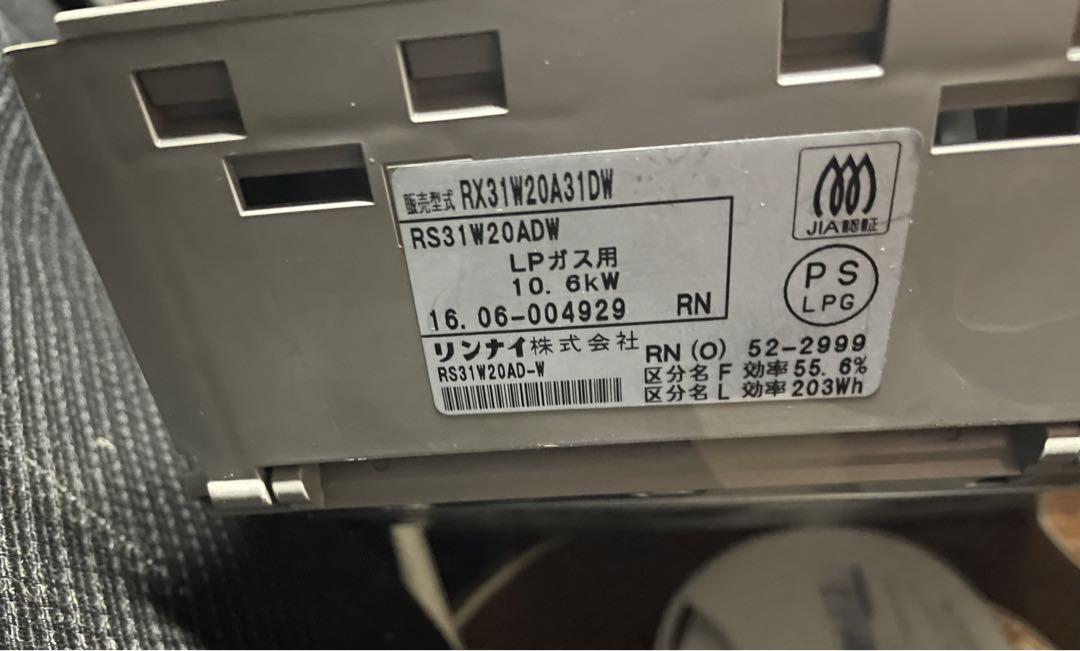 販売型式 RX31W20A31DW
RS31W20ADW
LPガス用
10.6kW
16.06-004929 RN
リンナイ株式会社
RS31W20AD-W
JIA認証
PS
LPG
RN(0) 52-2999
区分名 F 効率 55.6%
区分名 L 効率 203Wh